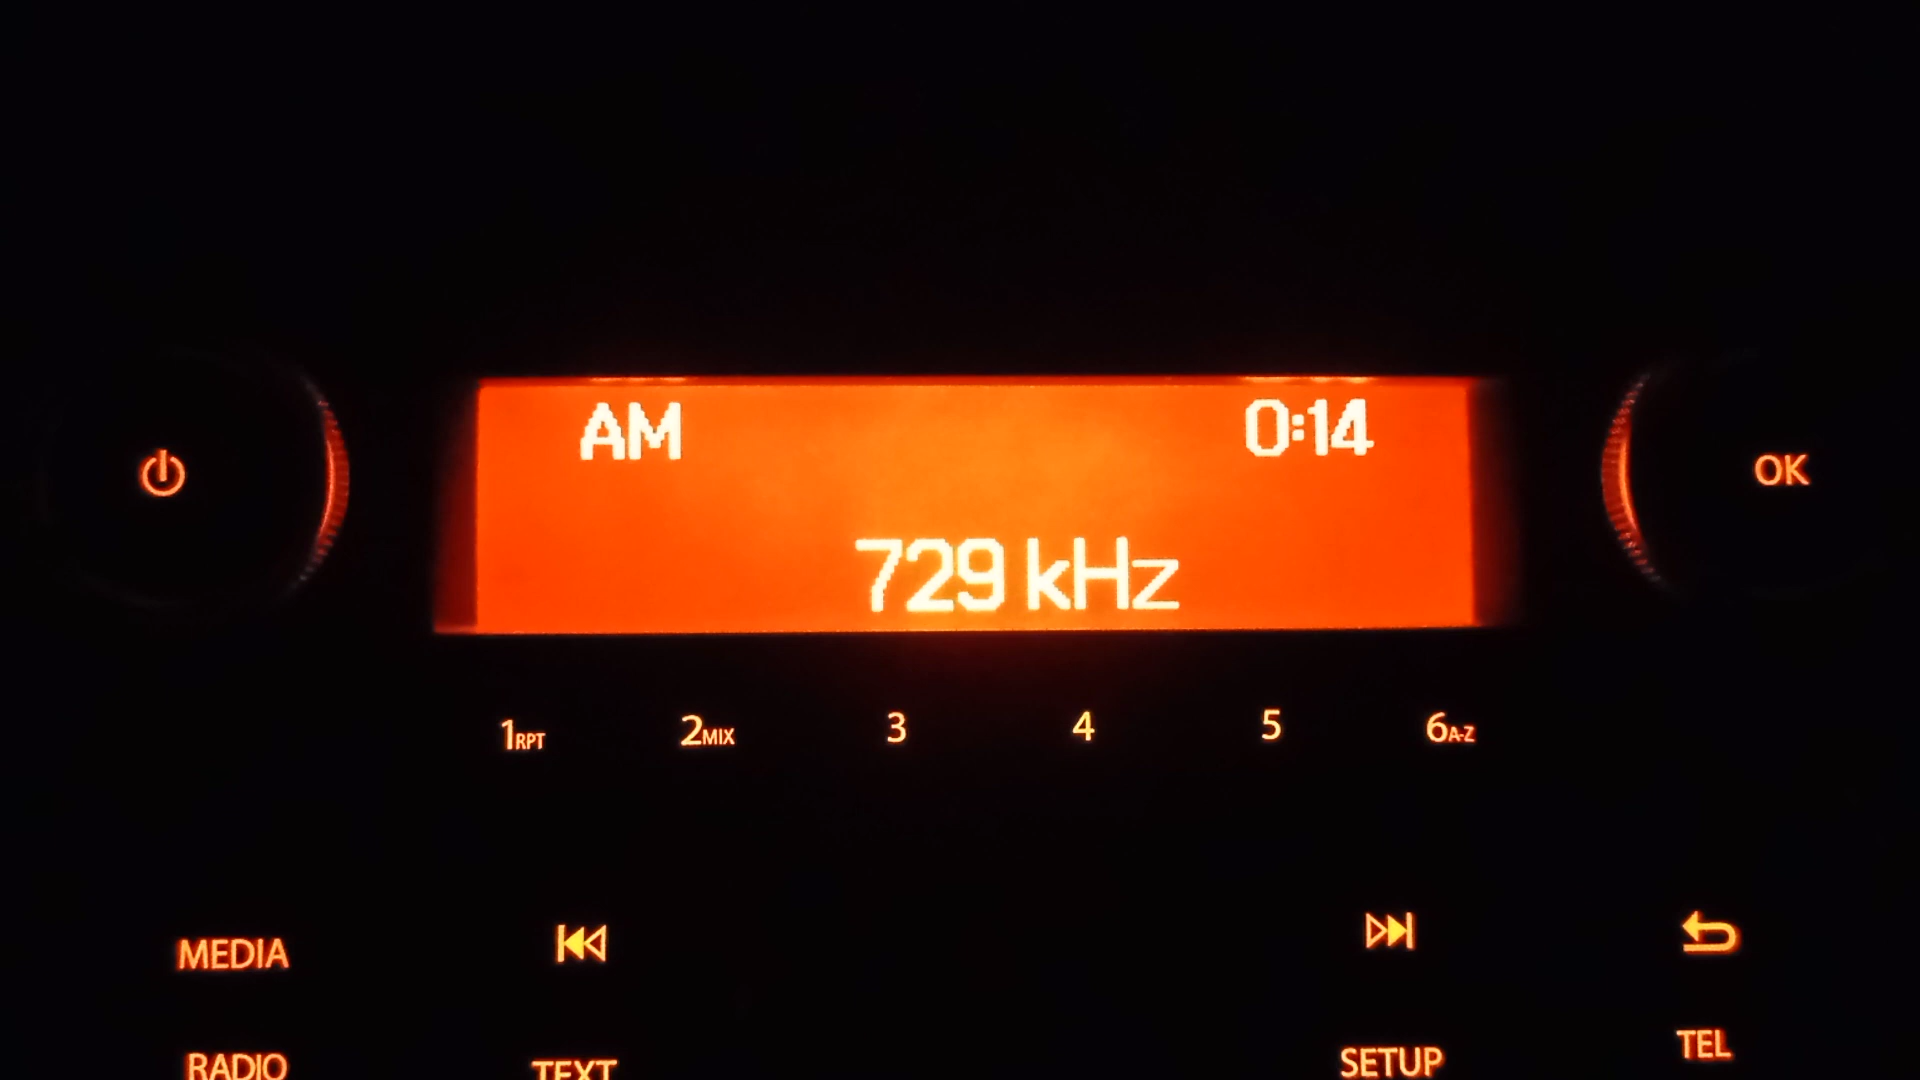 AM 0:14
729 kHz
OK
1RPT 2MIX 3 4 5 6A-Z
MEDIA
RADIO TEXT SETUP TEL